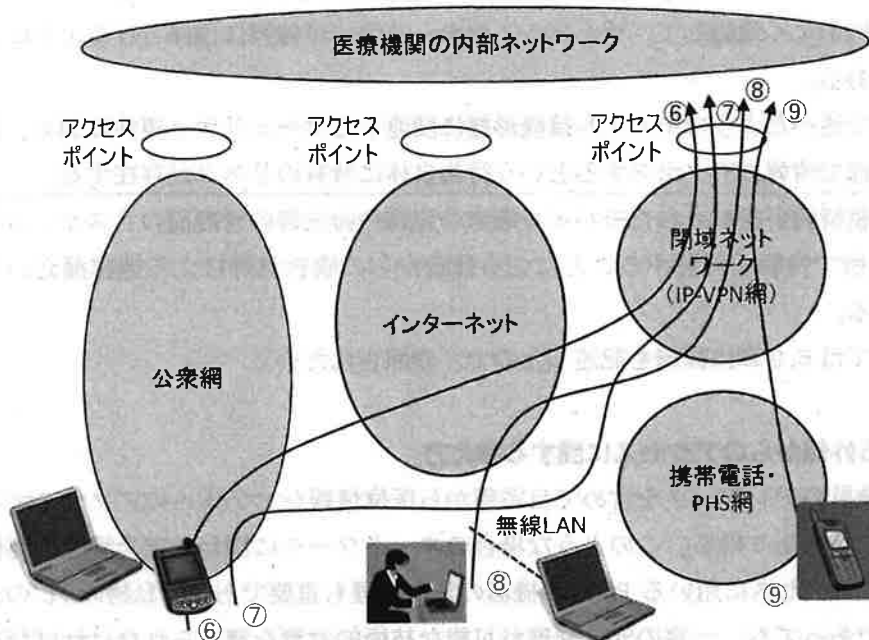 医療機関の内部ネットワーク
⑥
⑦
⑧
⑨
アクセス
ポイント
アクセス
ポイント
アクセス
ポイント
閉域ネット
ワーク
(IP-VPN網)
インターネット
公衆網
携帯電話・
PHS網
無線LAN
⑧
⑨
⑥
⑦